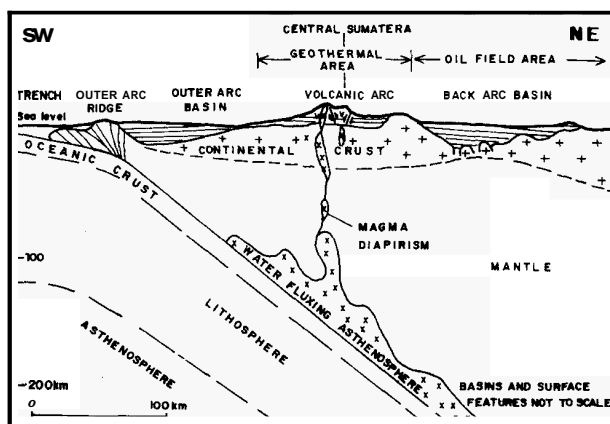 SW
CENTRAL SUMATERA
NE
GEOTHERMAL
AREA
OIL FIELD AREA
TRENCH
OUTER ARC
RIDGE
OUTER ARC
BASIN
VOLCANIC ARC
BACK ARC BASIN
Sea level
OCEANIC CRUST
CONTINENTAL CRUST
MAGMA
DIAPIRISM
-100
MANTLE
WATER FLUXING ASTHENOSPHERE
LITHOSPHERE
ASTHENOSPHERE
-200km
BASINS AND SURFACE
FEATURES NOT TO SCALE
0
100km